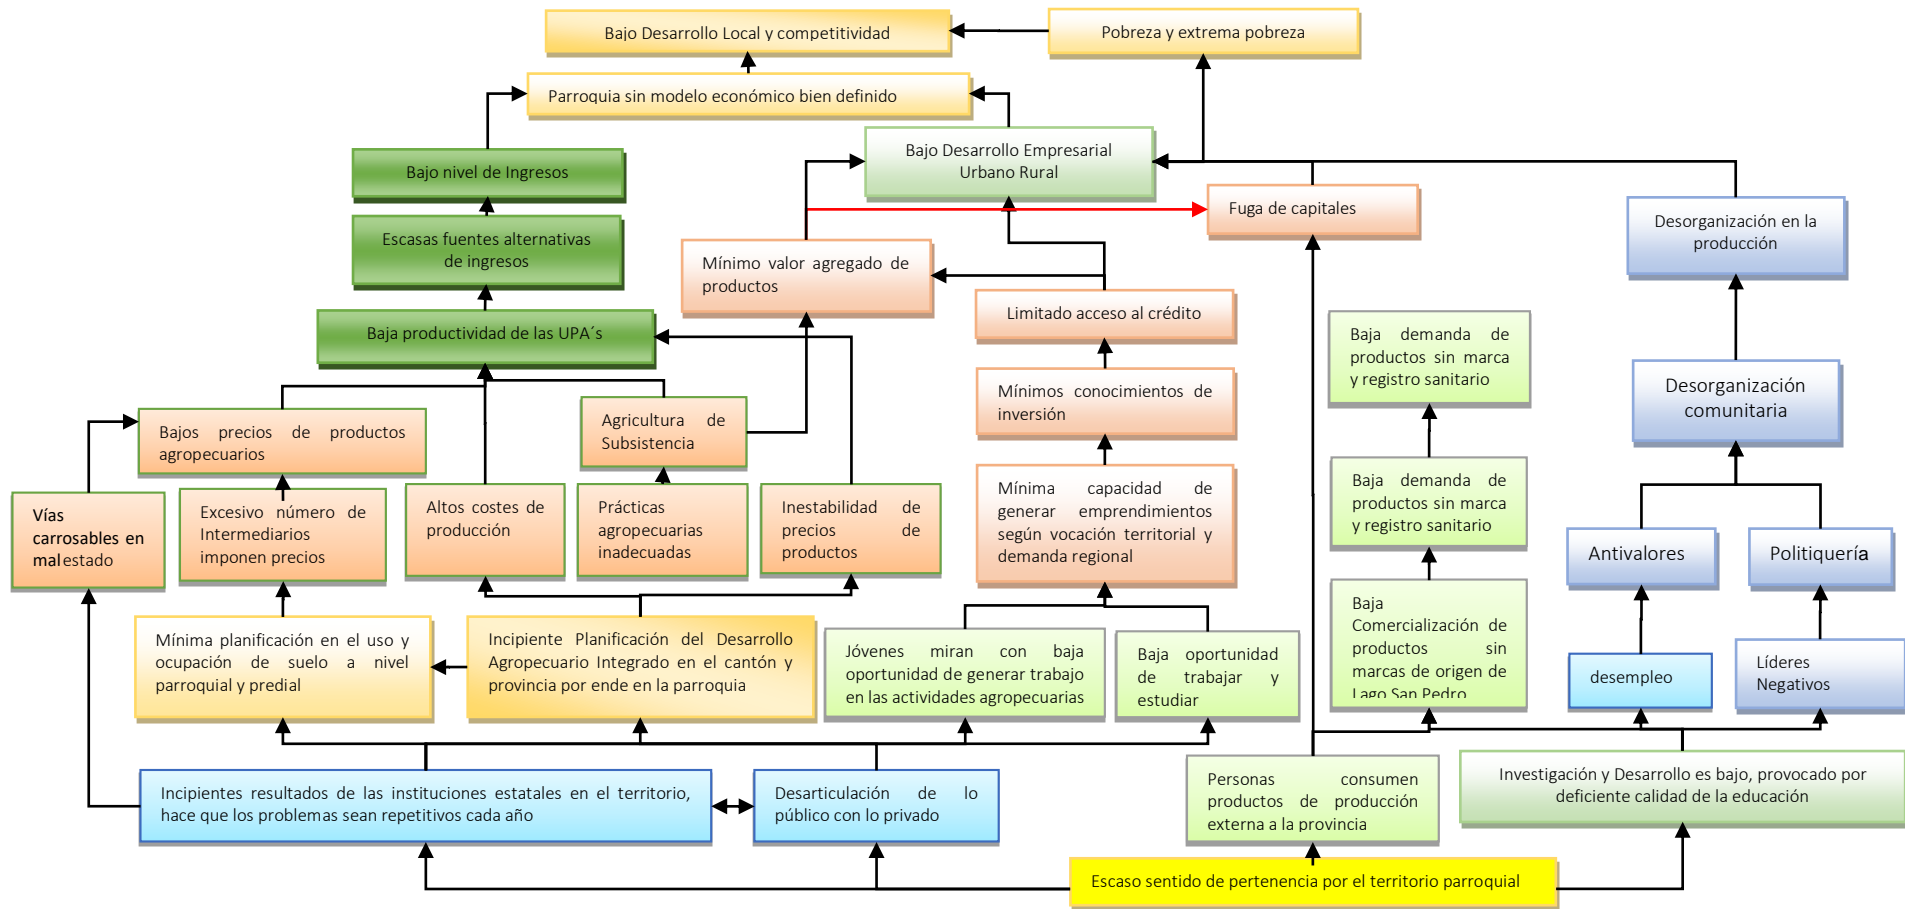 Bajo Desarrollo Local y competitividad
Pobreza y extrema pobreza
Parroquia sin modelo económico bien definido
Bajo Desarrollo Empresarial
Urbano Rural
Bajo nivel de Ingresos
Fuga de capitales
Desorganización en la
producción
Escasas fuentes alternativas
de ingresos
Mínimo valor agregado de
productos
Limitado acceso al crédito
Baja productividad de las UPA´s
Baja demanda de
productos sin marca
y registro sanitario
Mínimos conocimientos de
inversión
Desorganización
comunitaria
Bajos precios de productos
agropecuarios
Agricultura de
Subsistencia
Vías
carrosables en
mal estado
Excesivo número de
Intermediarios
imponen precios
Altos costes de
producción
Prácticas
agropecuarias
inadecuadas
Inestabilidad de
precios de
productos
Mínima capacidad de
generar emprendimientos
según vocación territorial y
demanda regional
Baja demanda de
productos sin marca
y registro sanitario
Antivalores
Politiquería
Mínima planificación en el uso y
ocupación de suelo a nivel
parroquial y predial
Incipiente Planificación del Desarrollo
Agropecuario Integrado en el cantón y
provincia por ende en la parroquia
Jóvenes miran con baja
oportunidad de generar trabajo
en las actividades agropecuarias
Baja oportunidad
de trabajar y
estudiar
Baja
Comercialización de
productos sin
marcas de origen de
Lago San Pedro
desempleo
Líderes
Negativos
Incipientes resultados de las instituciones estatales en el territorio,
hace que los problemas sean repetitivos cada año
Desarticulación de lo
público con lo privado
Personas consumen
productos de producción
externa a la provincia
Investigación y Desarrollo es bajo, provocado por
deficiente calidad de la educación
Escaso sentido de pertenencia por el territorio parroquial